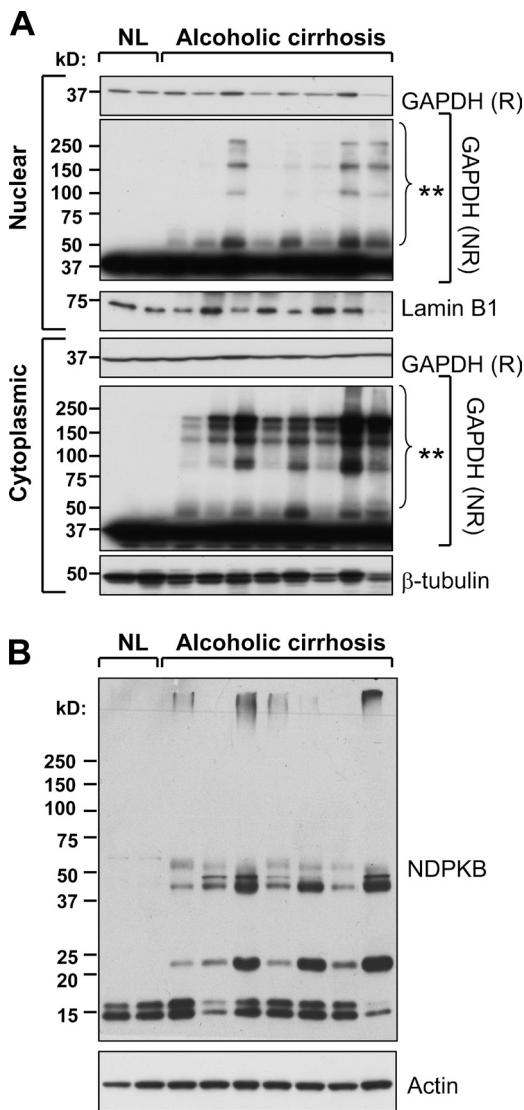 A
NL Alcoholic cirrhosis
kD:
Nuclear
37
GAPDH (R)
250
150
100
75
50
37
**
GAPDH (NR)
75
Lamin B1
Cytoplasmic
37
GAPDH (R)
250
150
100
75
50
37
**
GAPDH (NR)
50
β-tubulin
B
NL Alcoholic cirrhosis
kD:
250
150
100
75
50
37
25
20
15
NDPKB
Actin